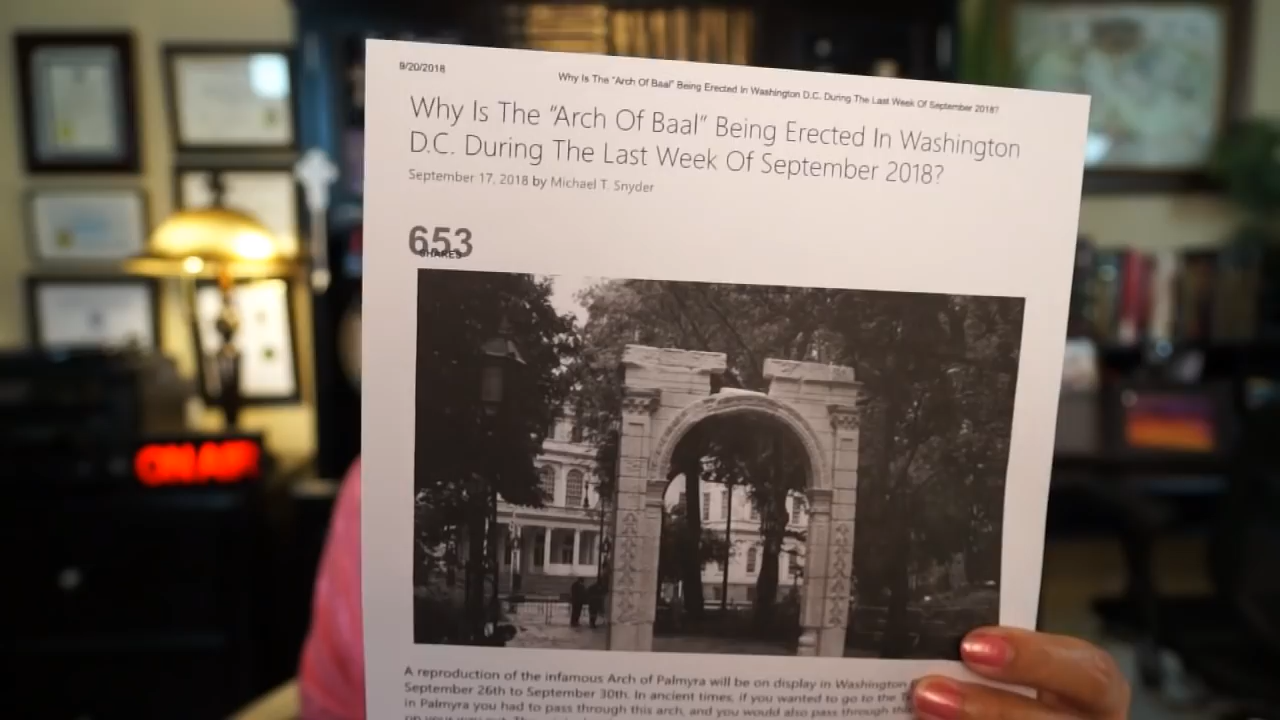 9/20/2018
Why Is The "Arch Of Baal" Being Erected In Washington D.C. During The Last Week Of September 2018?
Why Is The “Arch Of Baal” Being Erected In Washington
D.C. During The Last Week Of September 2018?
September 17, 2018 by Michael T. Snyder
653
SHARES
ON AIR
A reproduction of the infamous Arch of Palmyra will be on display in Washington
September 26th to September 30th. In ancient times, if you wanted to go to the
in Palmyra you had to pass through this arch, and you would also pass through